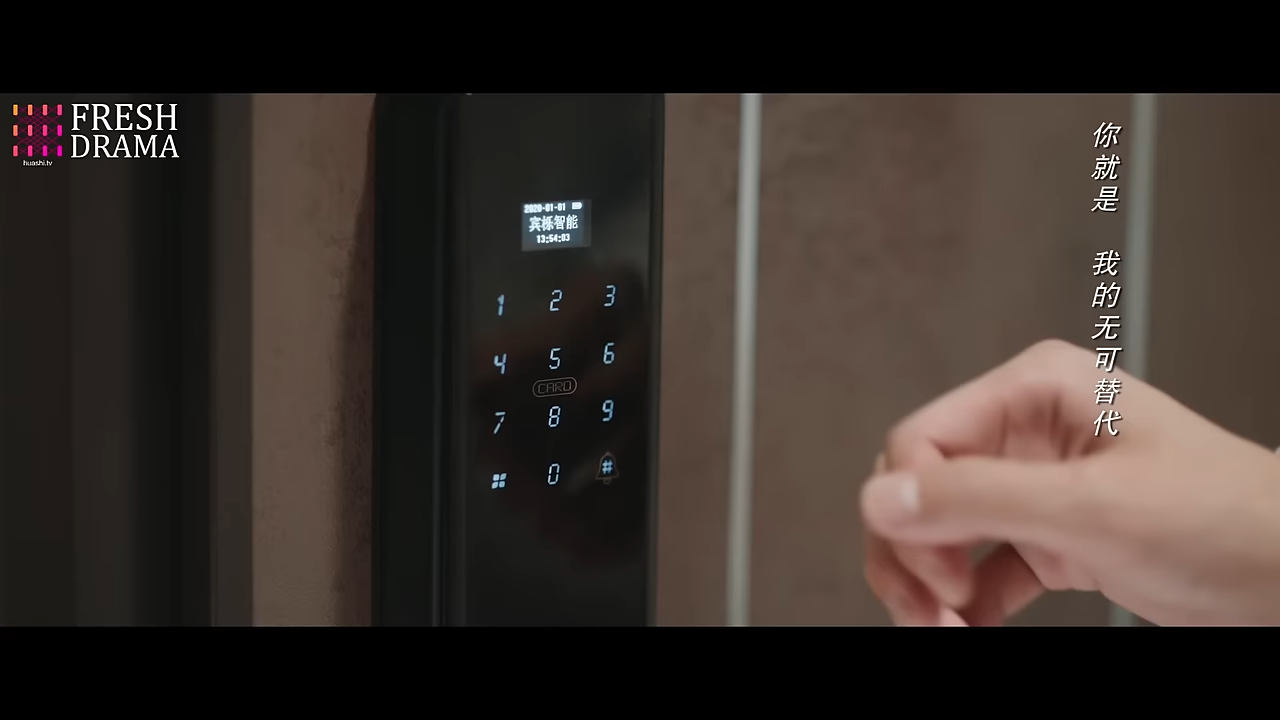 FRESH
DRAMA
huashi.tv
你就是 我的无可替代
2020-01-01
宾栎智能
13:54:03
1 2 3
4 5 6
CARD
7 8 9
0 #